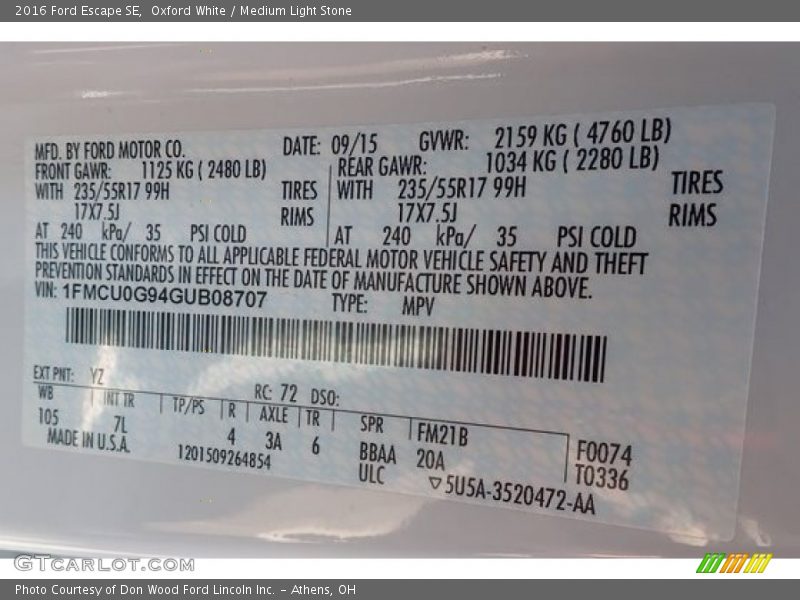 2016 Ford Escape SE,  Oxford White / Medium Light Stone
MFD. BY FORD MOTOR CO. DATE: 09/15 GVWR: 2159 KG ( 4760 LB)
FRONT GAWR: 1125 KG ( 2480 LB) REAR GAWR: 1034 KG ( 2280 LB)
WITH 235/55R17 99H TIRES WITH 235/55R17 99H TIRES
17X7.5J RIMS 17X7.5J RIMS
AT 240 kPa/ 35 PSI COLD AT 240 kPa/ 35 PSI COLD
THIS VEHICLE CONFORMS TO ALL APPLICABLE FEDERAL MOTOR VEHICLE SAFETY AND THEFT
PREVENTION STANDARDS IN EFFECT ON THE DATE OF MANUFACTURE SHOWN ABOVE.
VIN: 1FMCU0G94GUB08707 TYPE: MPV
EXT PNT: YZ RC: 72 DSO:
WB INT TR TP/PS R AXLE TR SPR FM21B F0074
105 7L 4 3A 6 BBAA 20A T0336
MADE IN U.S.A. 1201509264854 ULC ▽5U5A-3520472-AA
GTCARLOT.COM
Photo Courtesy of Don Wood Ford Lincoln Inc. – Athens, OH